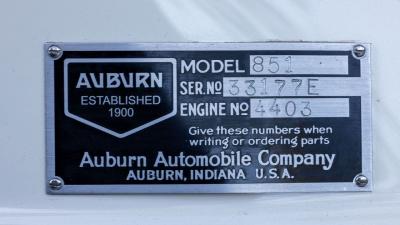 AUBURN
ESTABLISHED
1900
MODEL 851
SER. NO 33177E
ENGINE NO 4403
Give these numbers when
writing or ordering parts
Auburn Automobile Company
AUBURN, INDIANA U.S.A.